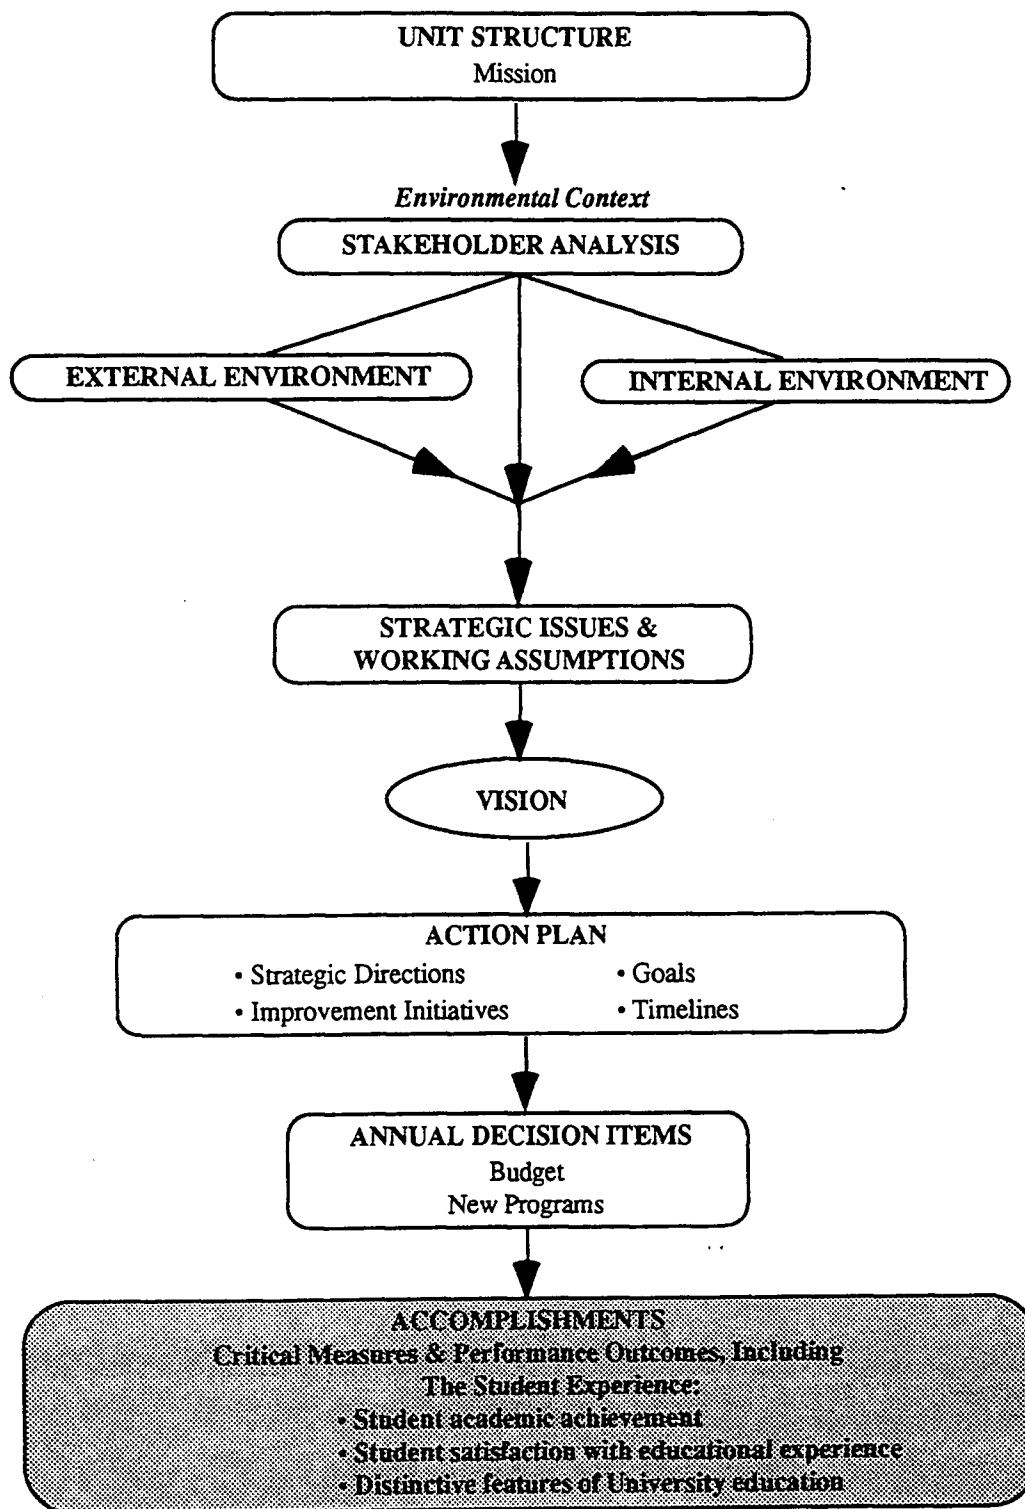 UNIT STRUCTURE
Mission
Environmental Context
STAKEHOLDER ANALYSIS
EXTERNAL ENVIRONMENT
INTERNAL ENVIRONMENT
STRATEGIC ISSUES &
WORKING ASSUMPTIONS
VISION
ACTION PLAN
• Strategic Directions
• Goals
• Improvement Initiatives
• Timelines
ANNUAL DECISION ITEMS
Budget
New Programs
ACCOMPLISHMENTS
Critical Measures & Performance Outcomes, Including
The Student Experience:
• Student academic achievement
• Student satisfaction with educational experience
• Distinctive features of University education